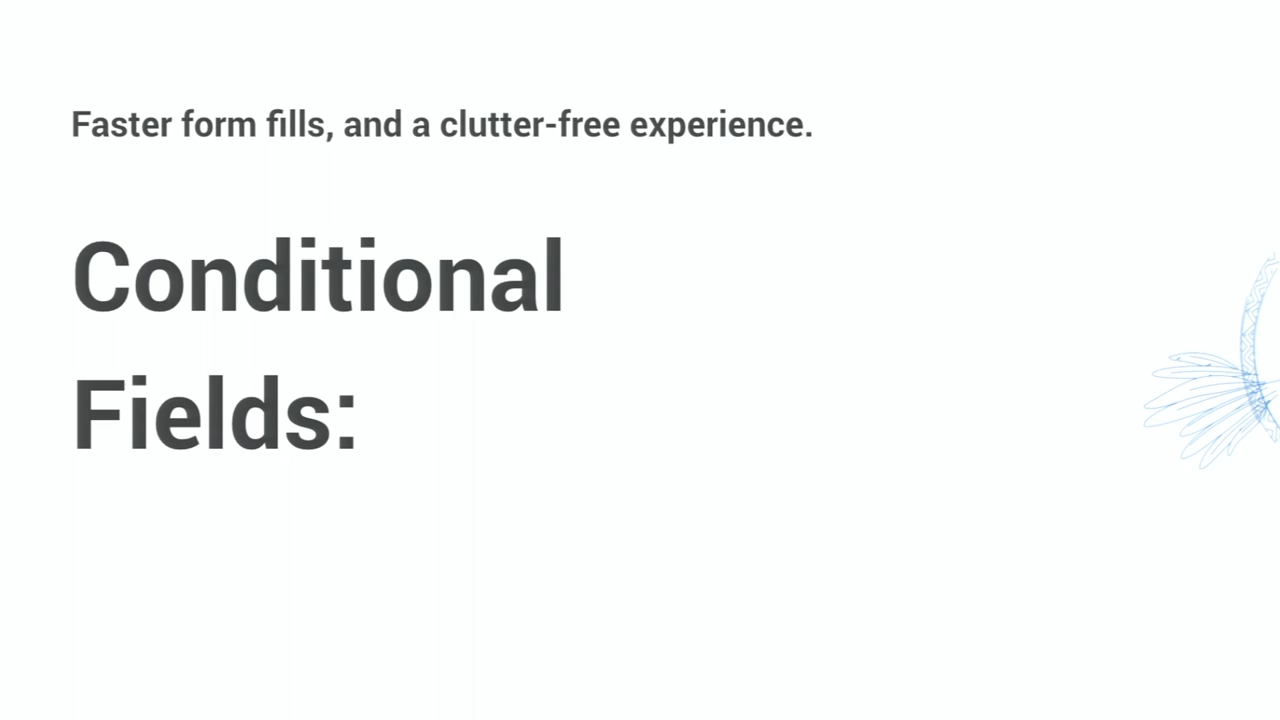 Faster form fills, and a clutter-free experience.
Conditional
Fields: